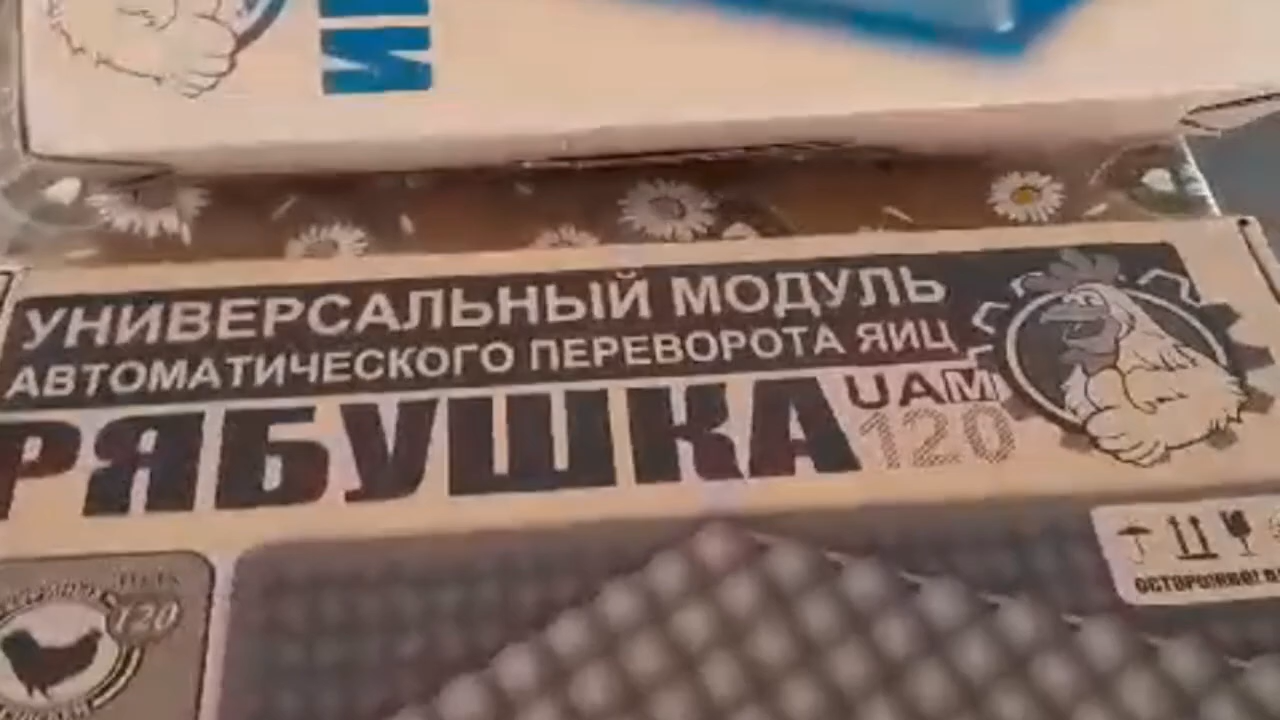 УНИВЕРСАЛЬНЫЙ МОДУЛЬ
АВТОМАТИЧЕСКОГО ПЕРЕВОРОТА ЯИЦ
РЯБУШКА UAM
120
120